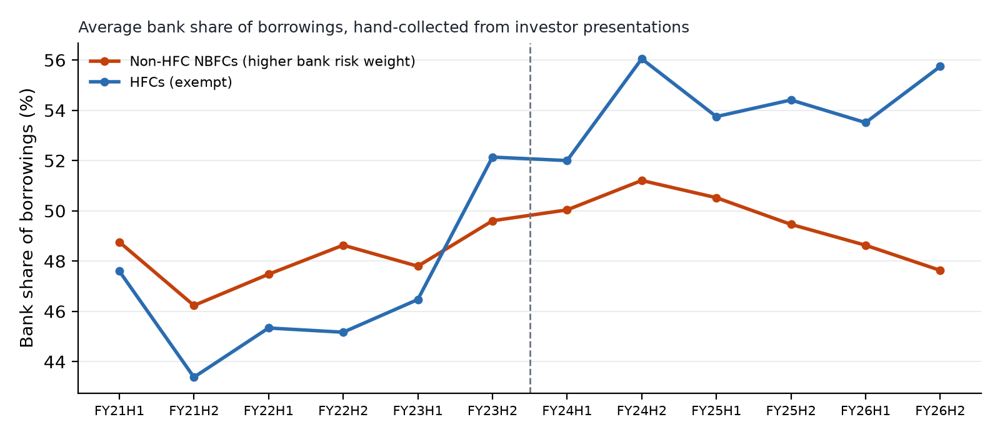 Average bank share of borrowings, hand-collected from investor presentations
Non-HFC NBFCs (higher bank risk weight)
HFCs (exempt)
Bank share of borrowings (%)
56
54
52
50
48
46
44
FY21H1 FY21H2 FY22H1 FY22H2 FY23H1 FY23H2 FY24H1 FY24H2 FY25H1 FY25H2 FY26H1 FY26H2